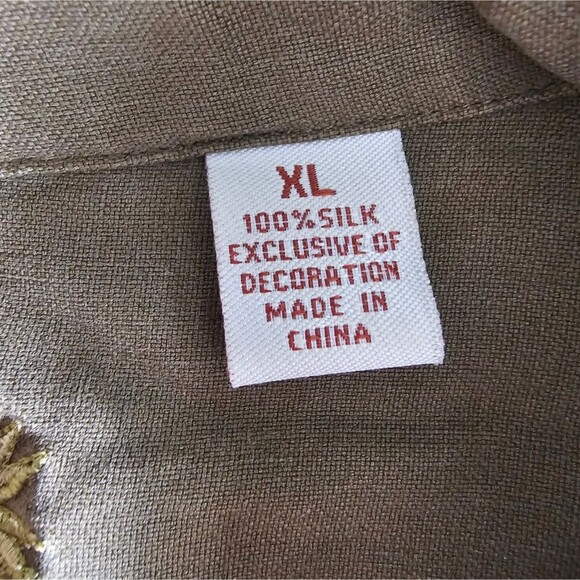 XL
100% SILK
EXCLUSIVE OF
DECORATION
MADE IN
CHINA